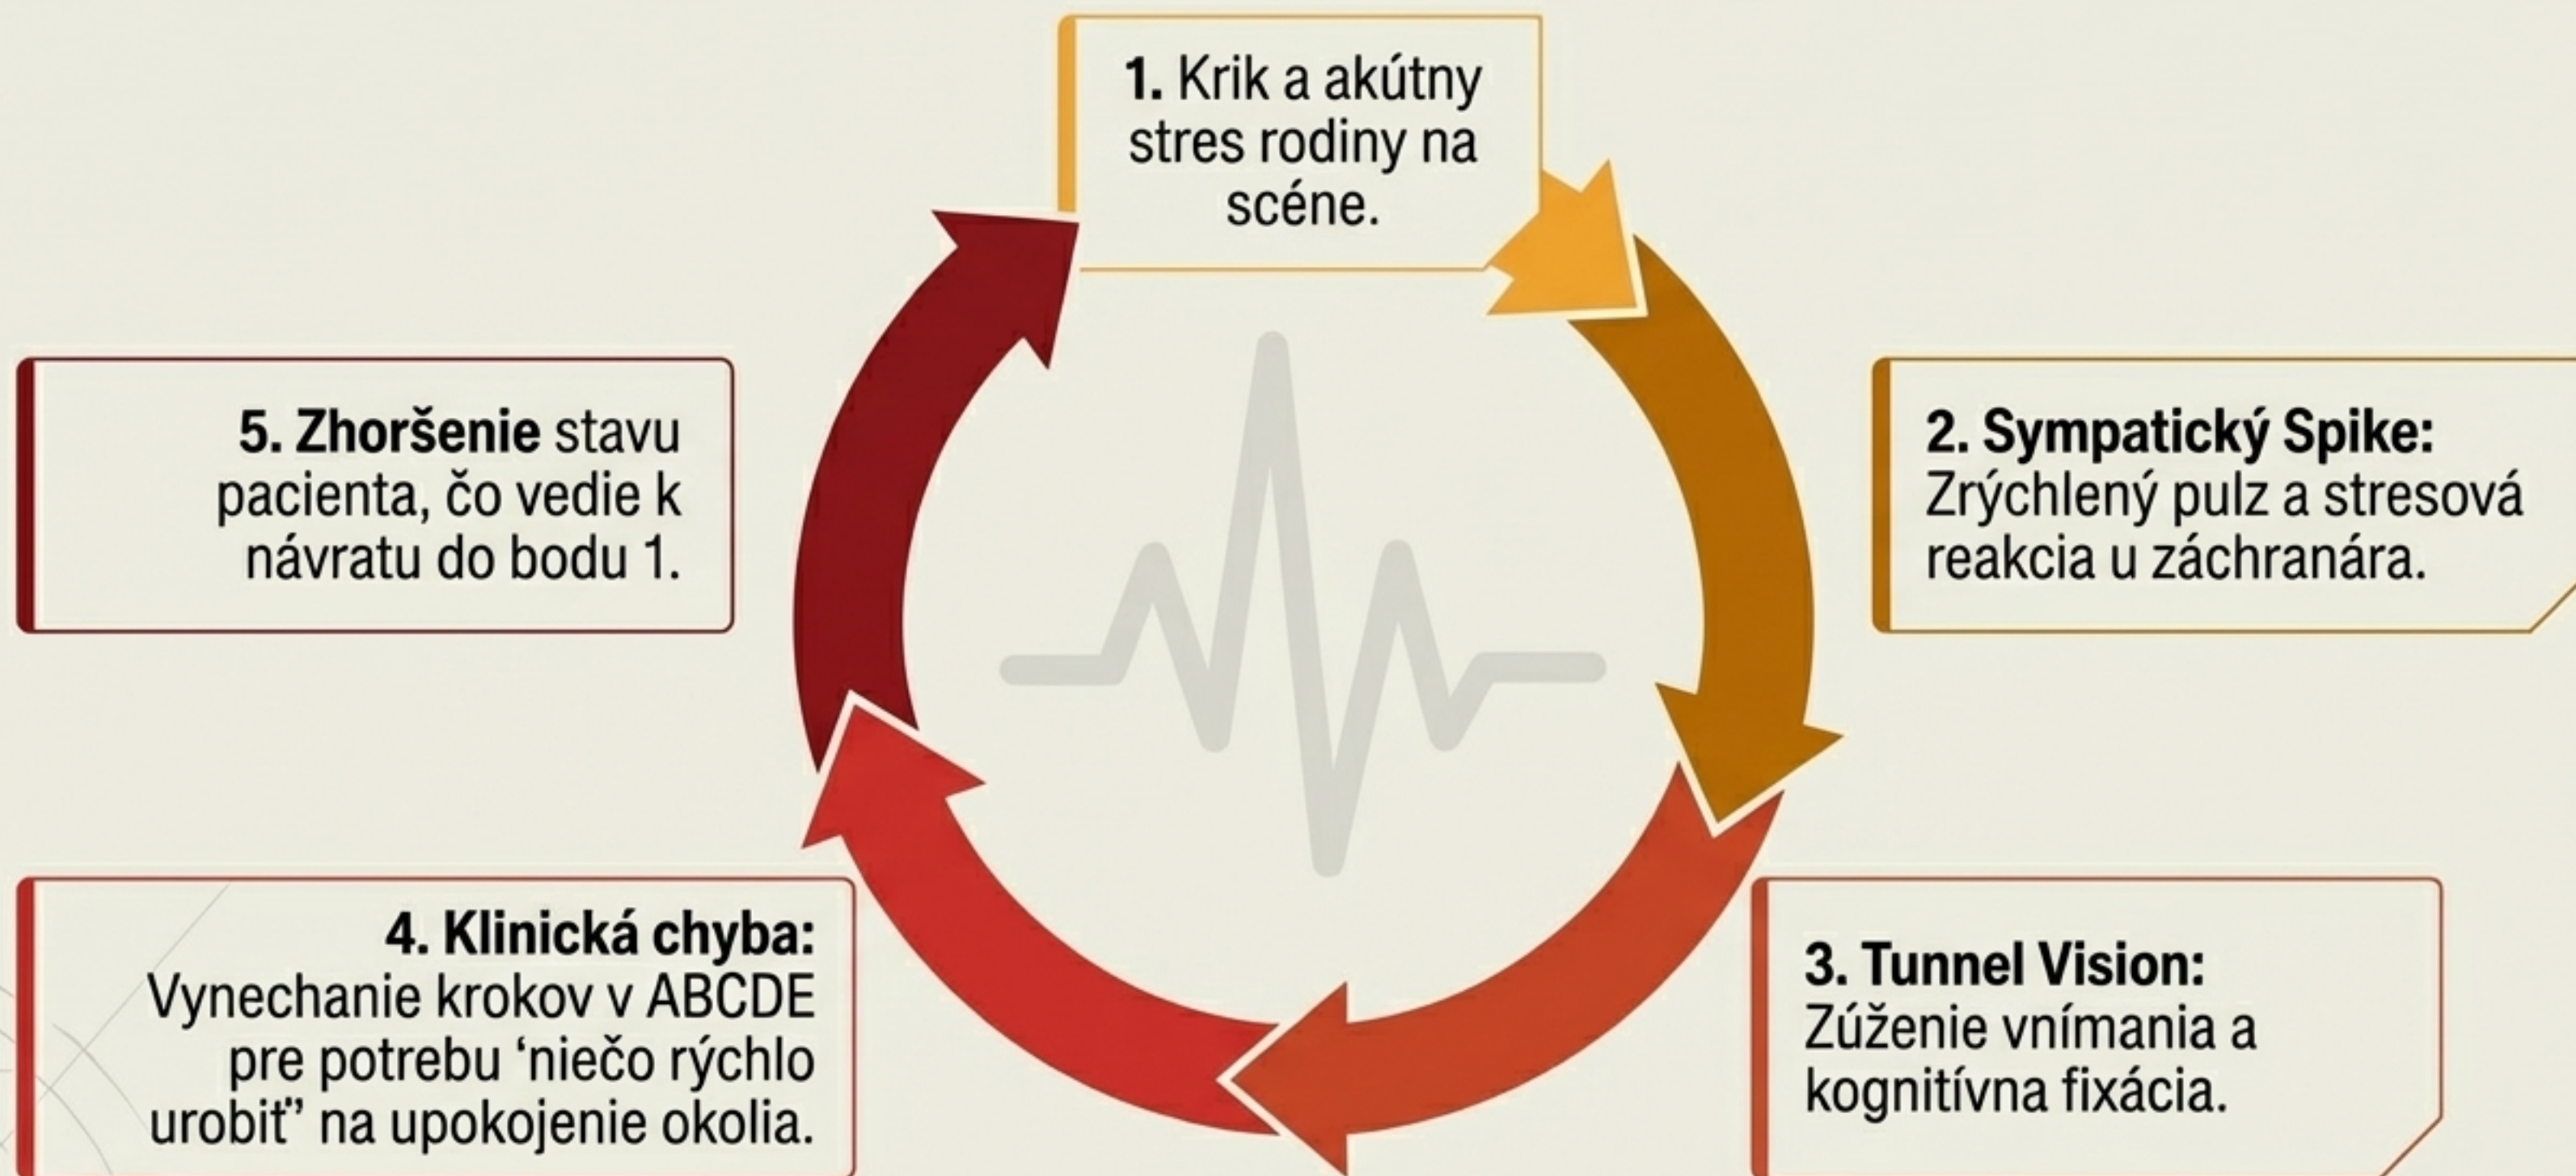 1. Krik a akútny
stres rodiny na
scéne.
2. Sympatický Spike:
Zrýchlený pulz a stresová
reakcia u záchranára.
3. Tunnel Vision:
Zúženie vnímania a
kognitívna fixácia.
4. Klinická chyba:
Vynechanie krokov v ABCDE
pre potrebu ‘niečo rýchlo
urobiť’ na upokojenie okolia.
5. Zhoršenie stavu
pacienta, čo vedie k
návratu do bodu 1.